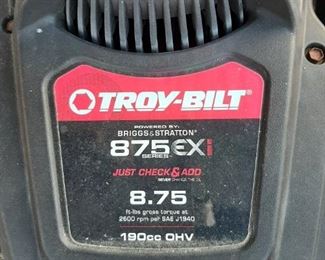 TROY-BILT
POWERED BY:
BRIGGS&STRATTON
875EX
SERIES
JUST CHECK & ADD
NEVER CHANGE THE OIL
8.75
ft-lbs gross torque at
2600 rpm per SAE J1940
190cc OHV